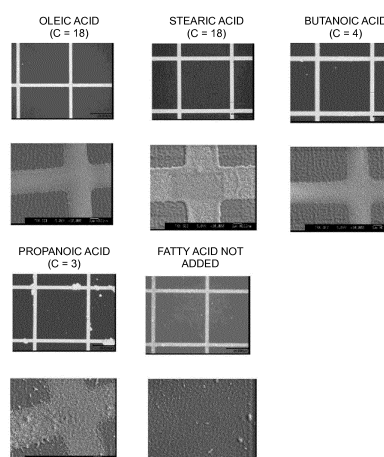 OLEIC ACID
(C = 18)
STEARIC ACID
(C = 18)
BUTANOIC ACID
(C = 4)
PROPANOIC ACID
(C = 3)
FATTY ACID NOT
ADDED